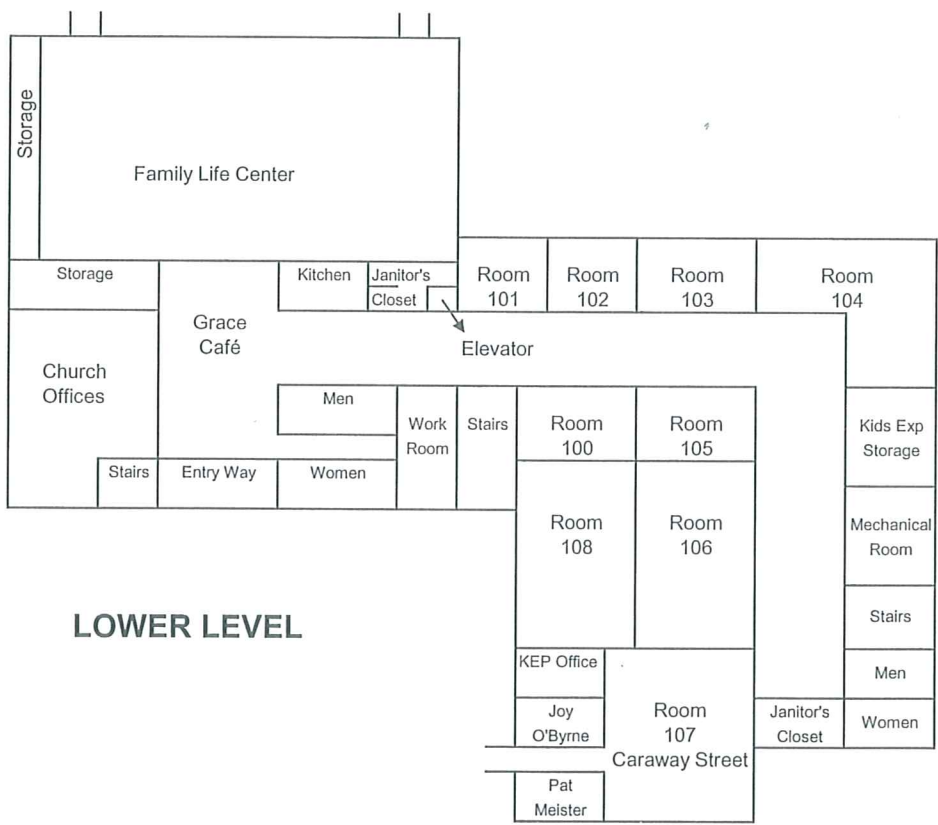 Storage
Family Life Center
Storage
Kitchen
Janitor's
Closet
Room
101
Room
102
Room
103
Room
104
Grace
Café
Elevator
Church
Offices
Men
Work
Room
Stairs
Room
100
Room
105
Kids Exp
Storage
Stairs
Entry Way
Women
Room
108
Room
106
Mechanical
Room
LOWER LEVEL
Stairs
KEP Office
Men
Joy
O'Byrne
Room
107
Caraway Street
Janitor's
Closet
Women
Pat
Meister